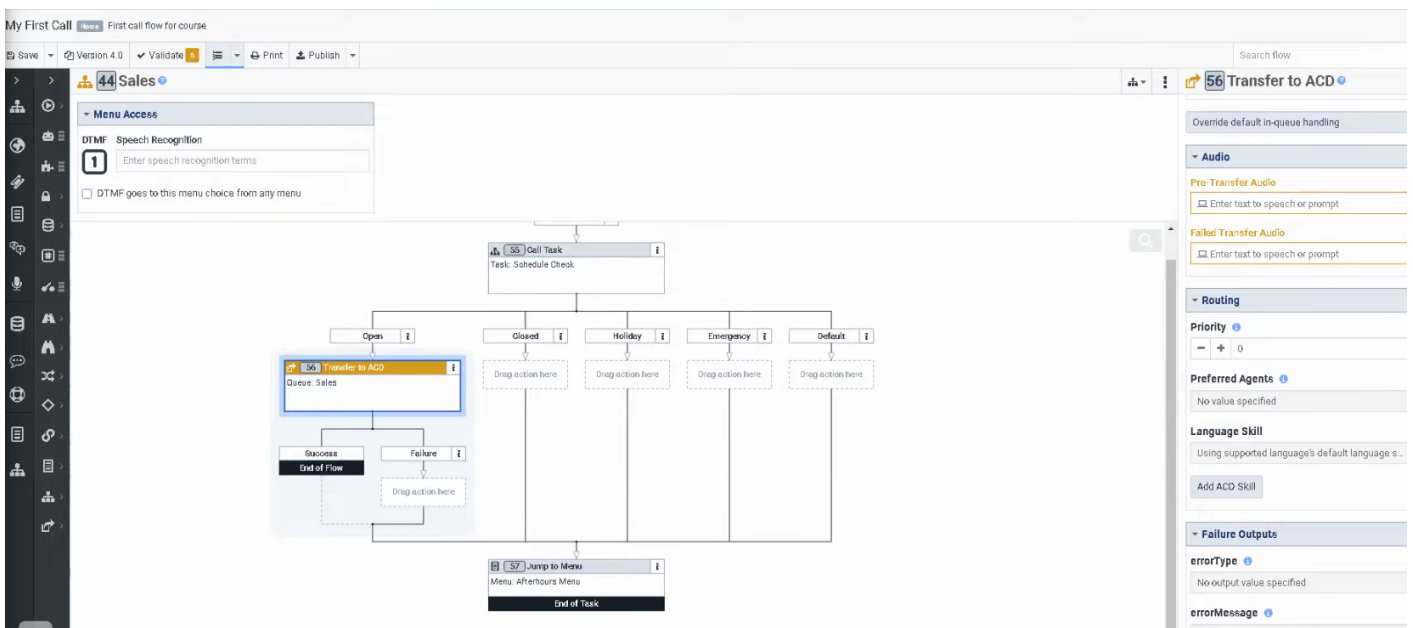 My First Call Home First call flow for course
Save Version 4.0 Validate 6 Print Publish Search flow
44 Sales
Menu Access
DTMF Speech Recognition
1 Enter speech recognition terms
DTMF goes to this menu choice from any menu
55 Call Task
Task: Schedule Check
Open Closed Holiday Emergency Default
56 Transfer to ACD
Queue: Sales
Drag action here Drag action here Drag action here Drag action here
Success Failure
End of Flow
Drag action here
57 Jump to Menu
Menu: Afterhours Menu
End of Task
56 Transfer to ACD
Override default in-queue handling
Audio
Pre-Transfer Audio
Enter text to speech or prompt
Failed Transfer Audio
Enter text to speech or prompt
Routing
Priority
0
Preferred Agents
No value specified
Language Skill
Using supported language's default language s...
Add ACD Skill
Failure Outputs
errorType
No output value specified
errorMessage